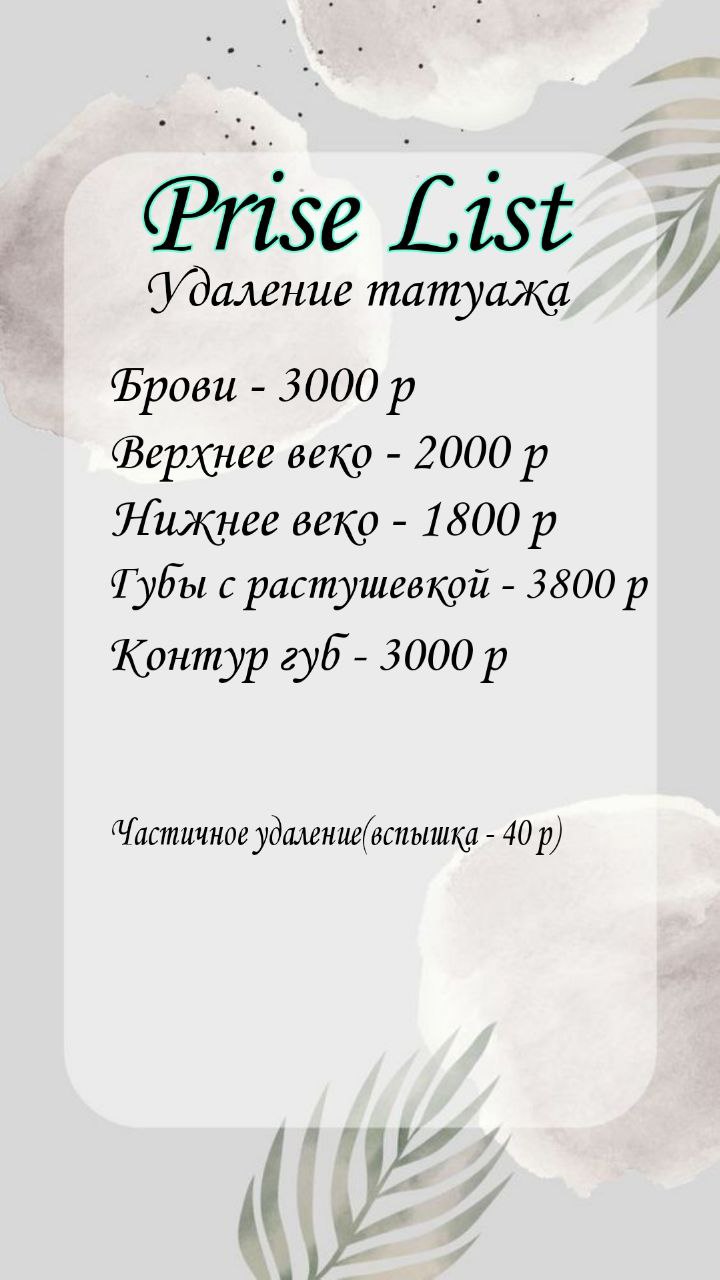 Prise List
Удаление татуажа
Брови - 3000 р
Верхнее веко - 2000 р
Нижнее веко - 1800 р
Губы с растушевкой - 3800 р
Контур губ - 3000 р
Частичное удаление(вспышка - 40 р)